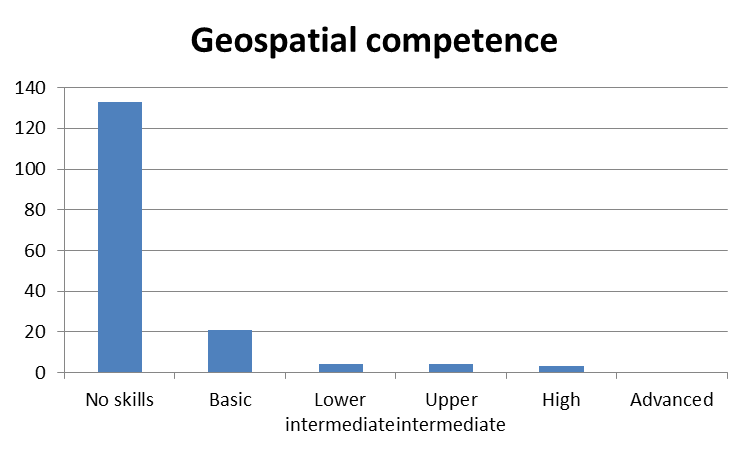 Geospatial competence
140
120
100
80
60
40
20
0
No skills Basic Lower Upper High Advanced
intermediate intermediate